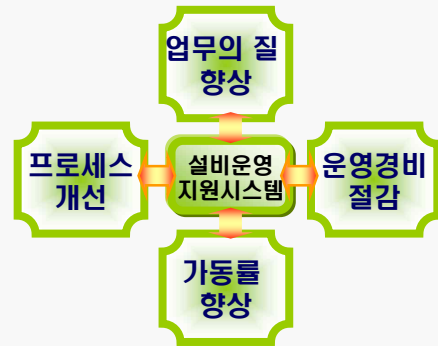 업무의 질
향상
프로세스
개선
설비운영
지원시스템
운영경비
절감
가동률
향상